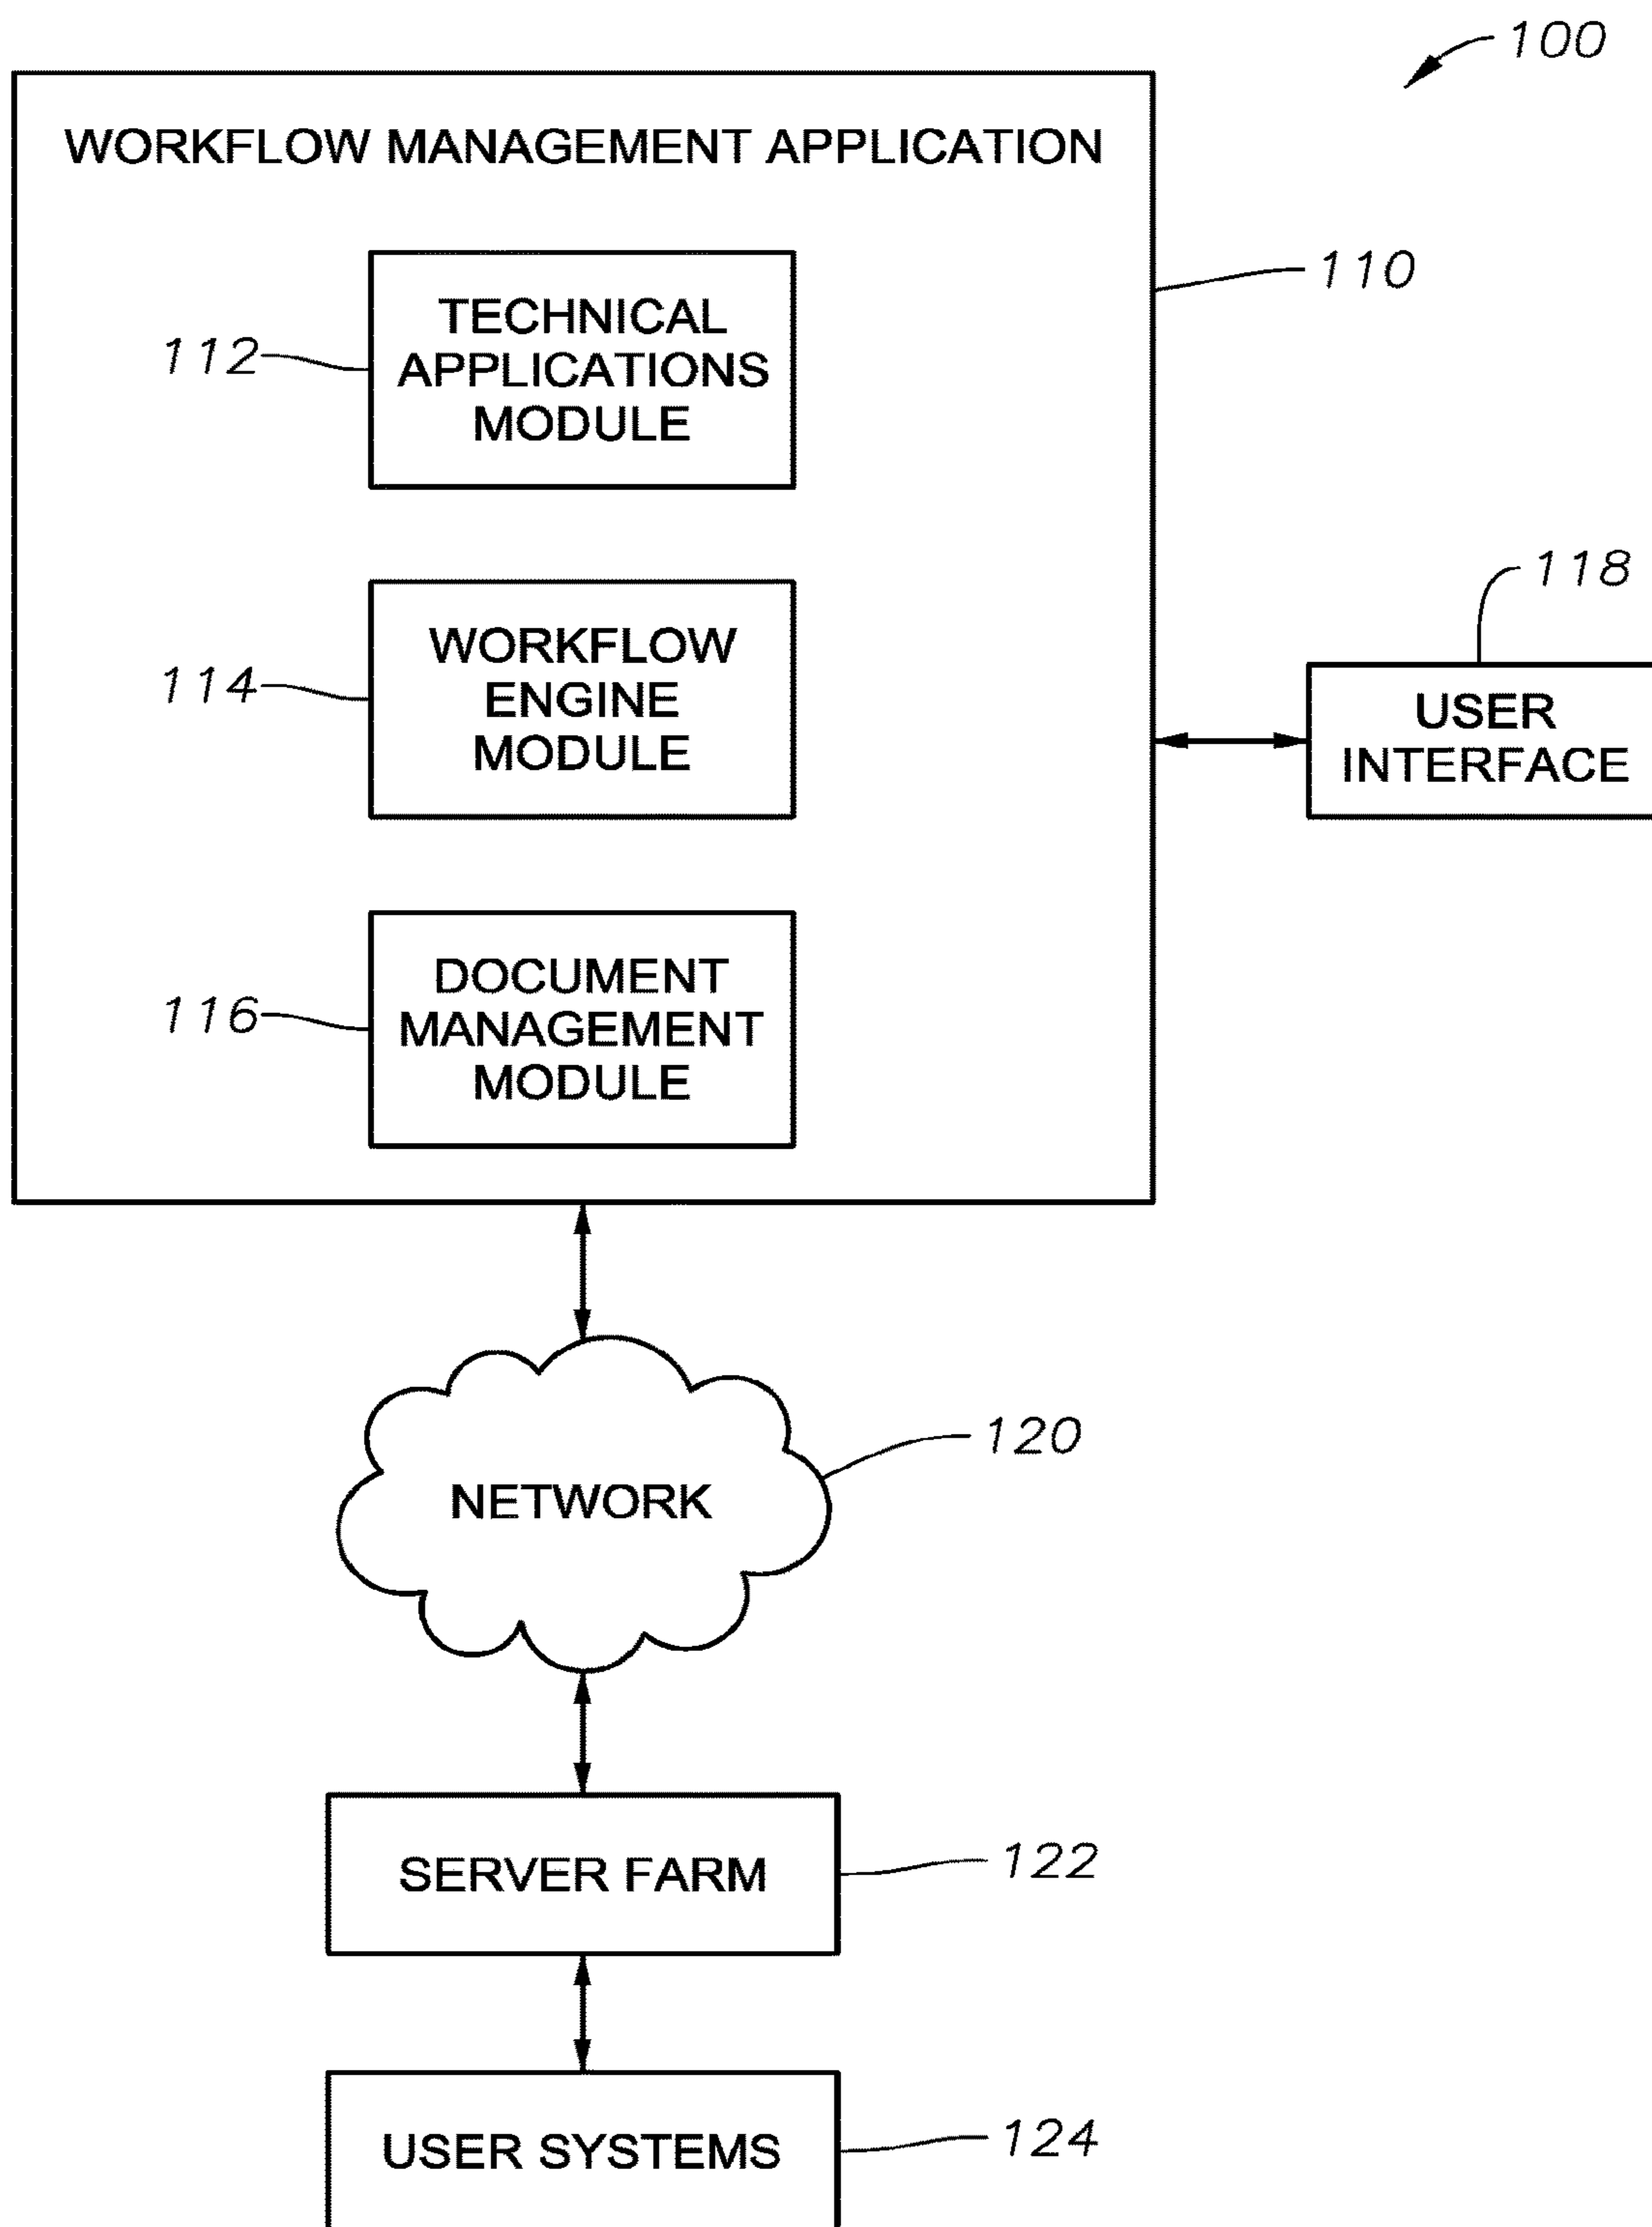 100
WORKFLOW MANAGEMENT APPLICATION
110
112
TECHNICAL
APPLICATIONS
MODULE
118
114
WORKFLOW
ENGINE
MODULE
USER
INTERFACE
116
DOCUMENT
MANAGEMENT
MODULE
120
NETWORK
122
SERVER FARM
124
USER SYSTEMS